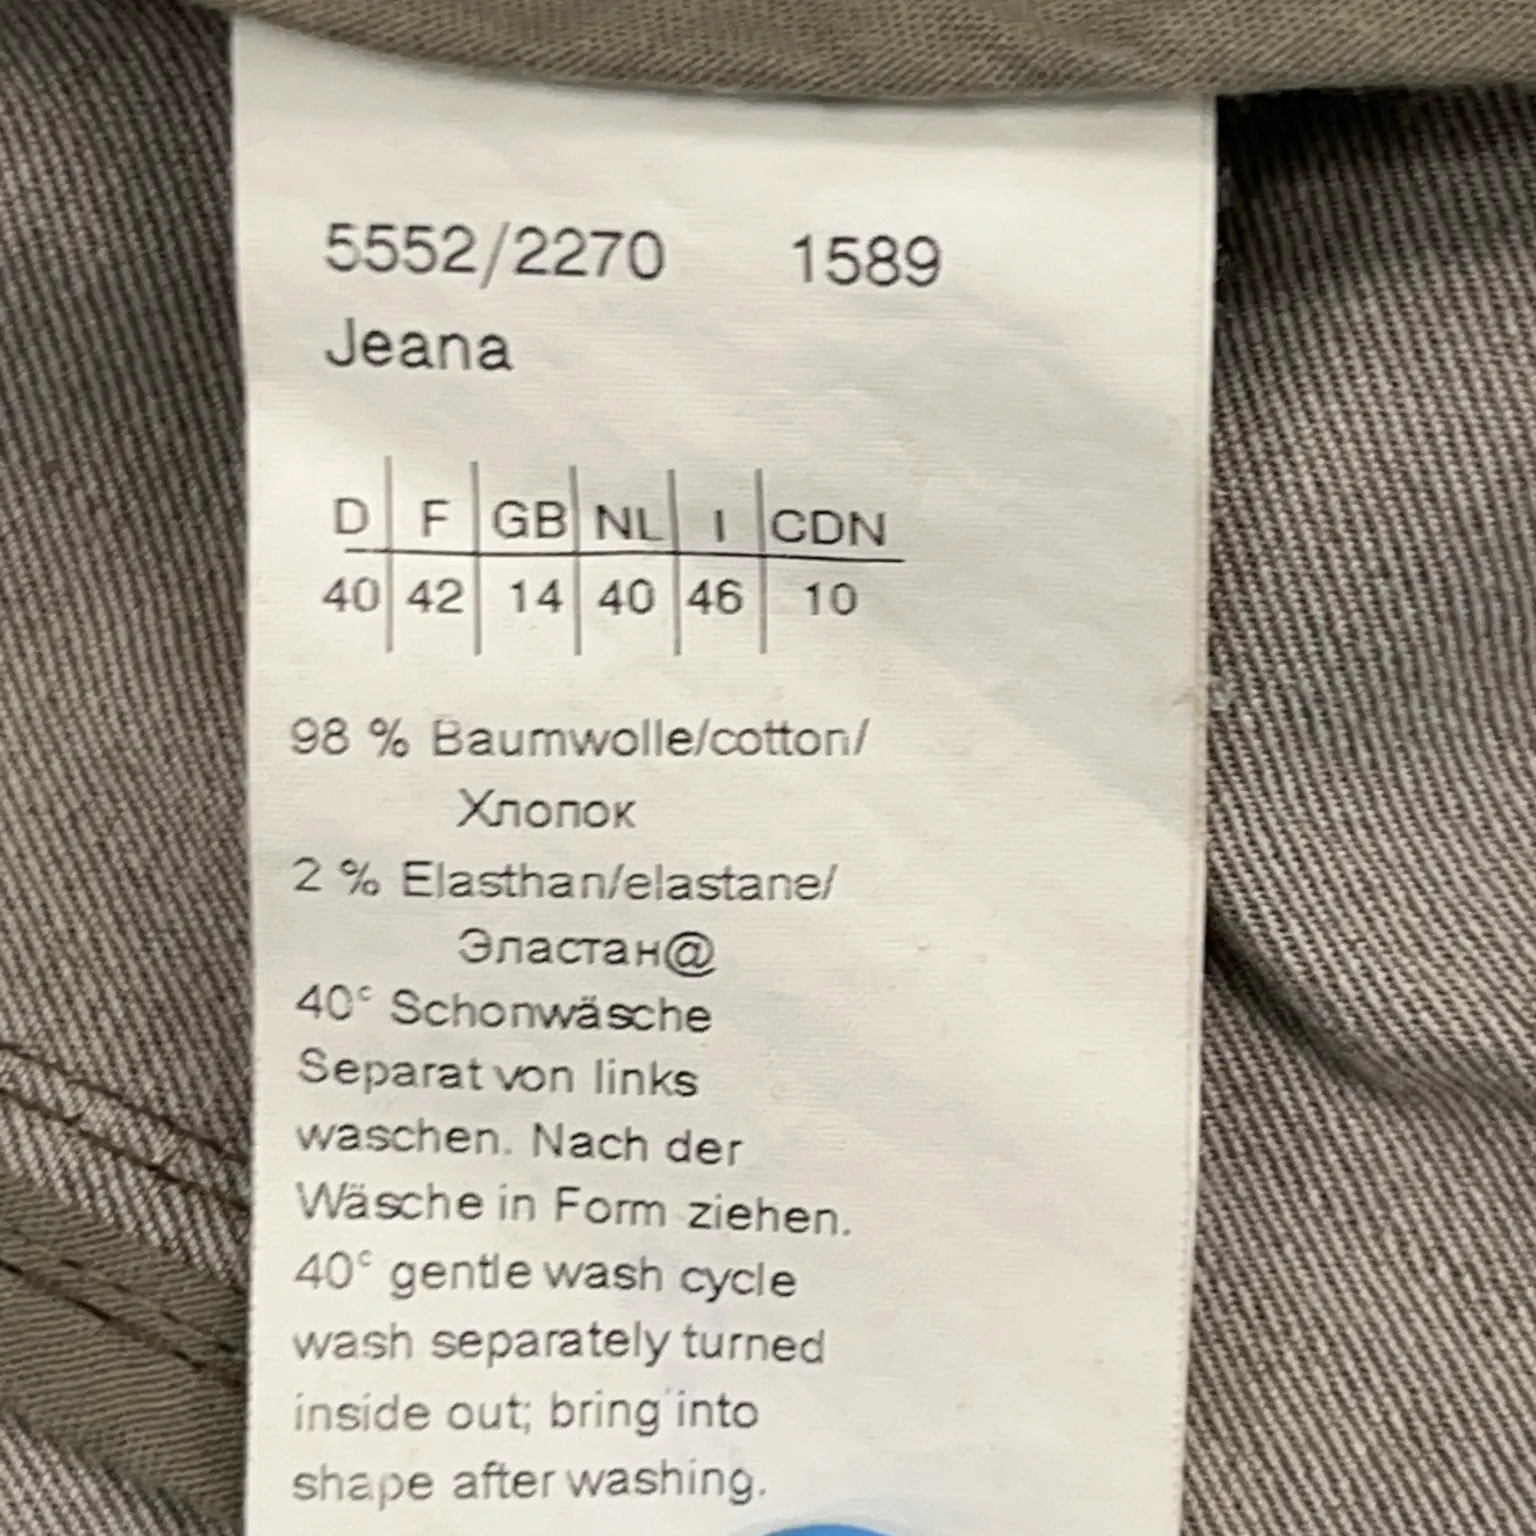 5552/2270 1589
Jeana
D F GB NL I CDN
40 42 14 40 46 10
98 % Baumwolle/cotton/
Хлопок
2 % Elasthan/elastane/
Эластан@
40ᶜ Schonwäsche
Separat von links
waschen. Nach der
Wäsche in Form ziehen.
40ᶜ gentle wash cycle
wash separately turned
inside out; bring into
shape after washing.